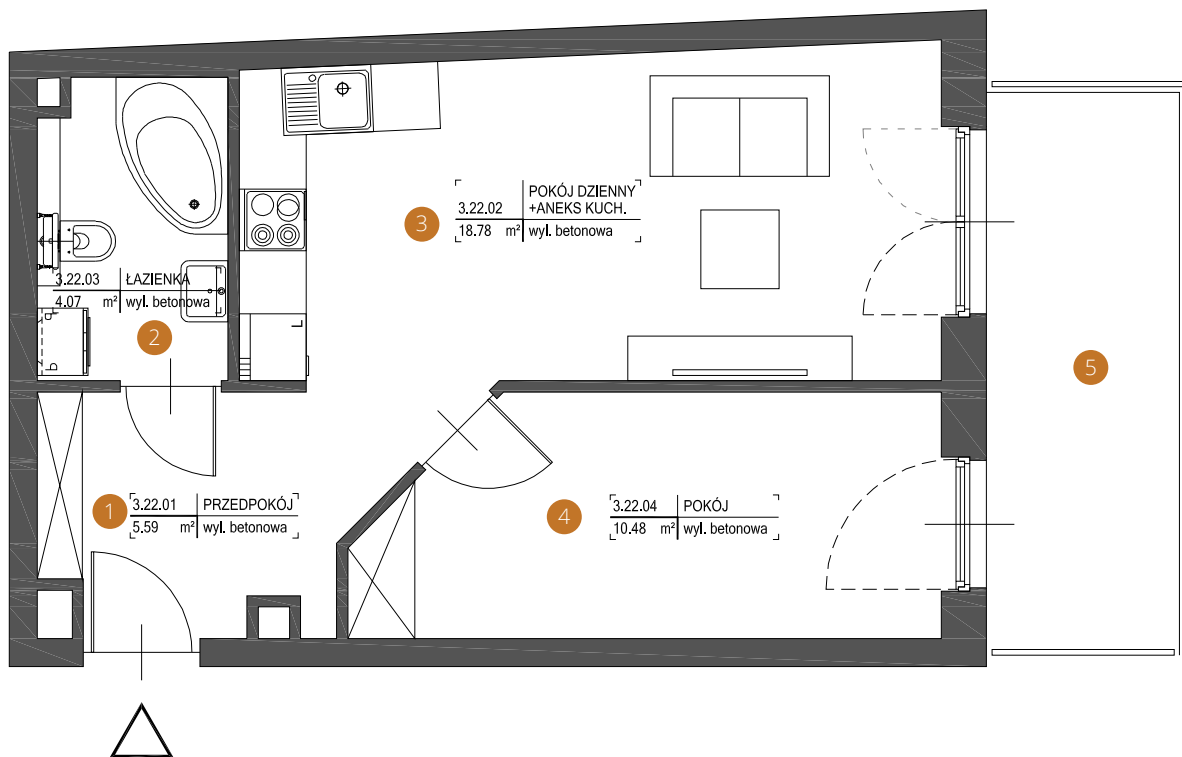 3
3.22.02 POKÓJ DZIENNY
+ANEKS KUCH.
18.78 m² wyl. betonowa
3.22.03 ŁAZIENKA
4.07 m² wyl. betonowa
2
5
1
3.22.01 PRZEDPOKÓJ
5.59 m² wyl. betonowa
4
3.22.04 POKÓJ
10.48 m² wyl. betonowa